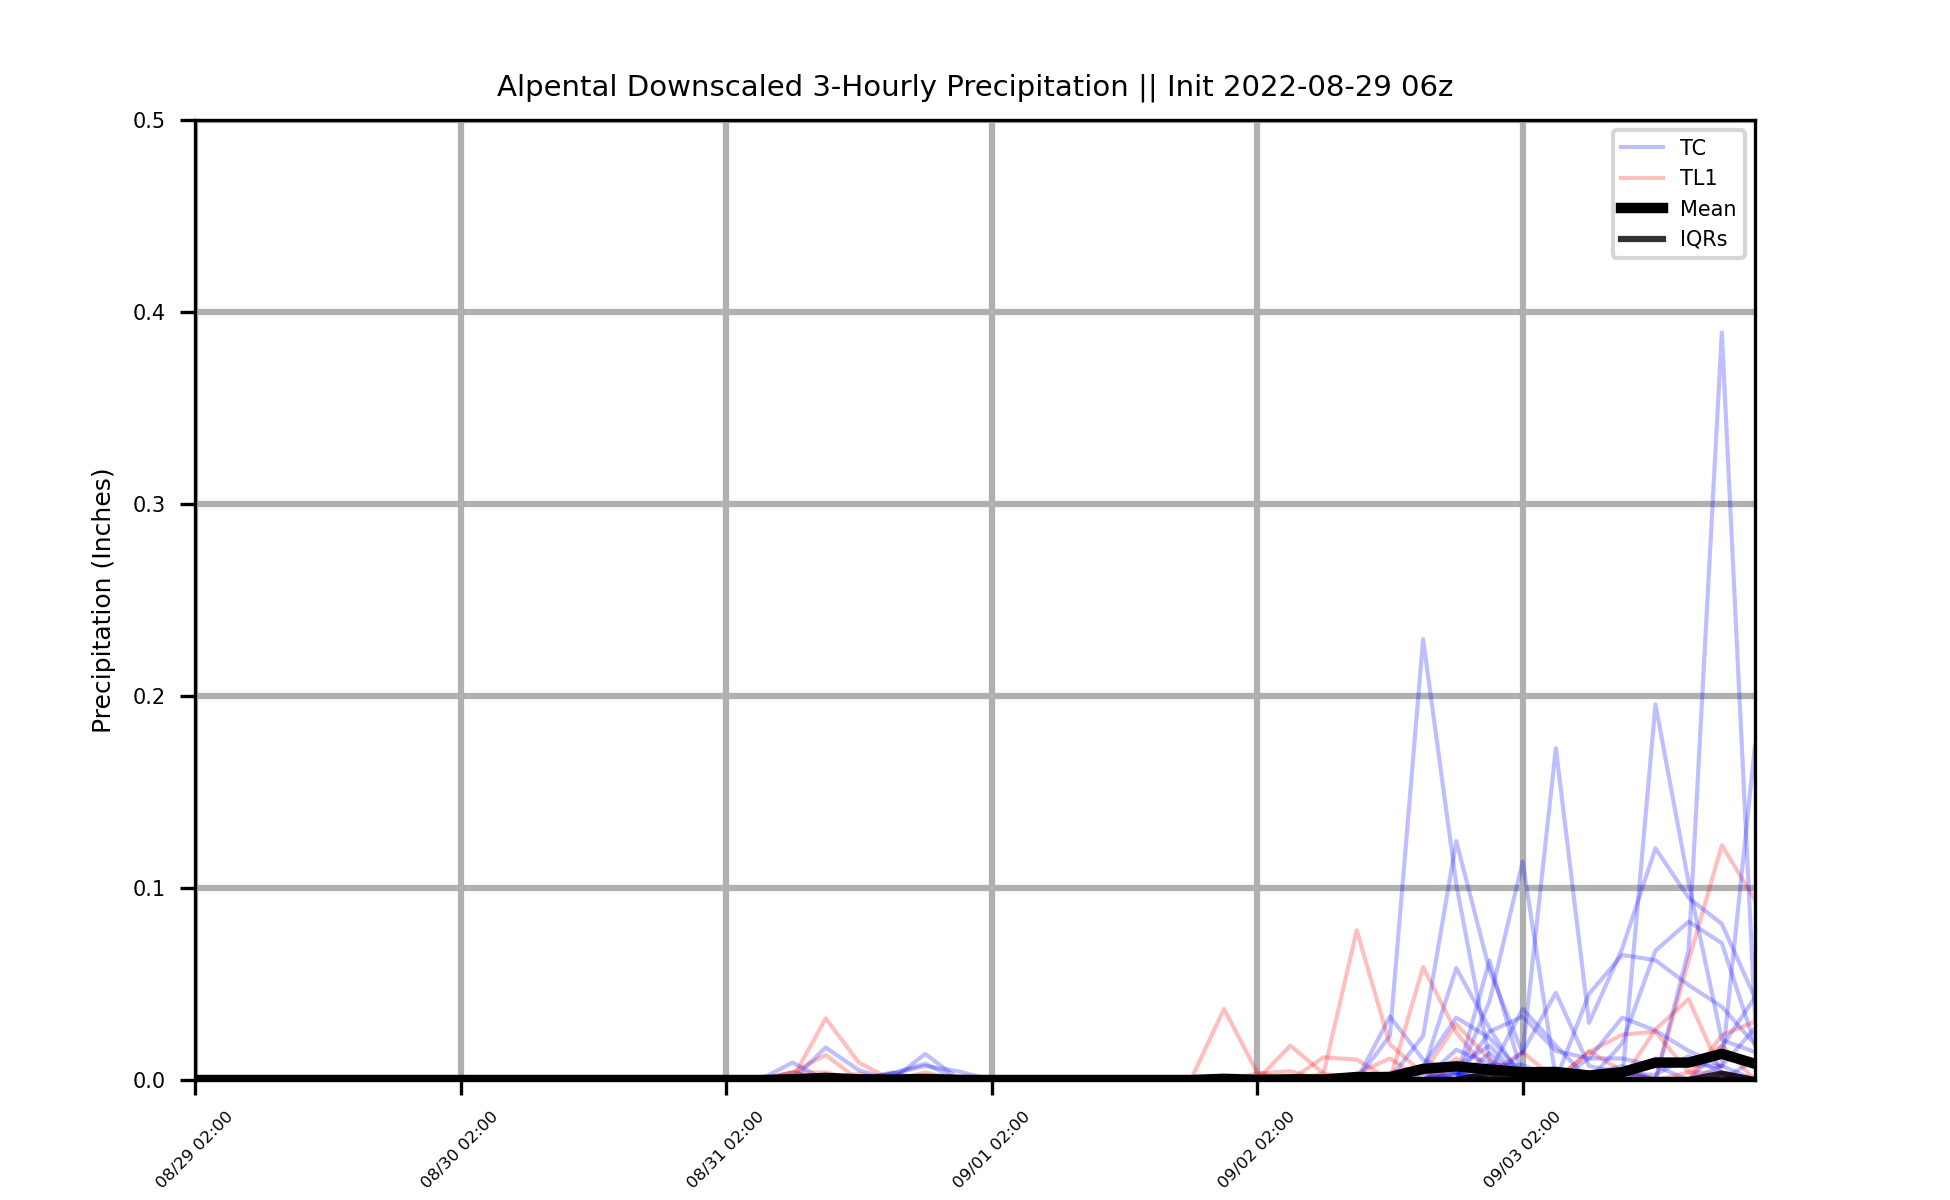 Alpental Downscaled 3-Hourly Precipitation || Init 2022-08-29 06z
0.5
0.4
0.3
0.2
0.1
0.0
Precipitation (Inches)
TC
TL1
Mean
IQRs
08/29 02:00
08/30 02:00
08/31 02:00
09/01 02:00
09/02 02:00
09/03 02:00